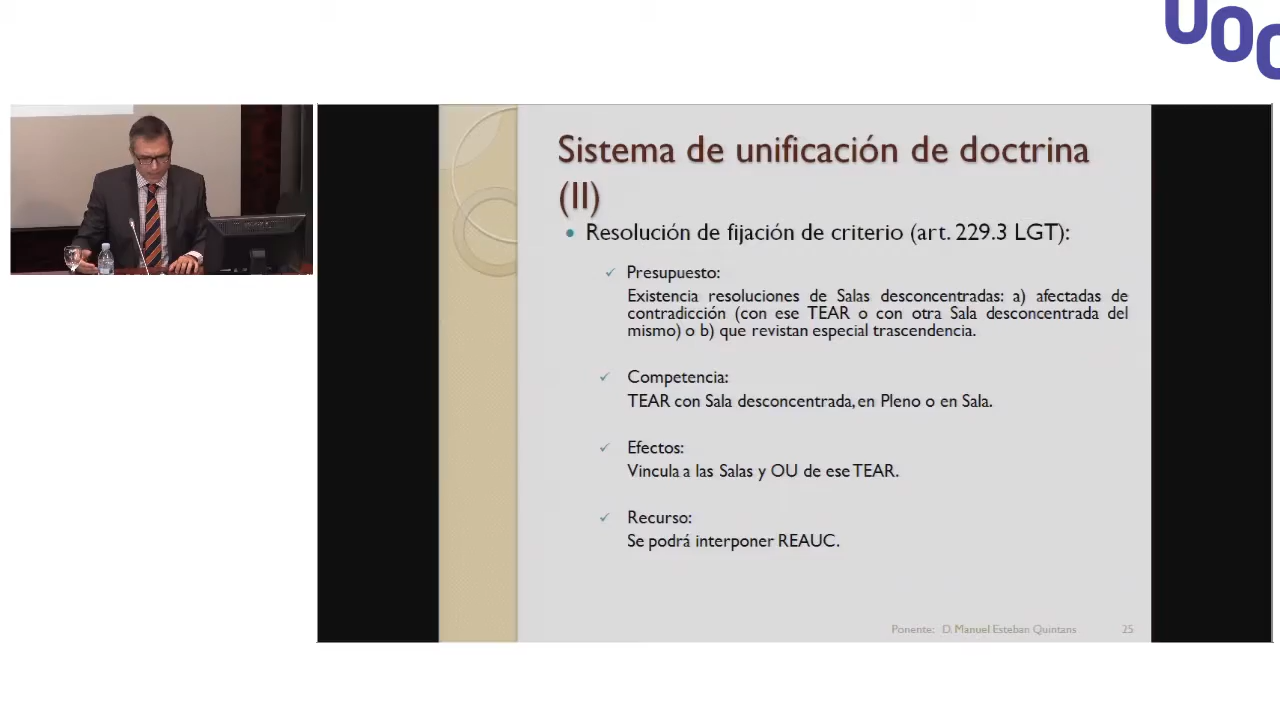 UOC
Sistema de unificación de doctrina
(II)
Resolución de fijación de criterio (art. 229.3 LGT):
Presupuesto:
Existencia resoluciones de Salas desconcentradas: a) afectadas de
contradicción (con ese TEAR o con otra Sala desconcentrada del
mismo) o b) que revistan especial trascendencia.
Competencia:
TEAR con Sala desconcentrada, en Pleno o en Sala.
Efectos:
Vincula a las Salas y OU de ese TEAR.
Recurso:
Se podrá interponer REAUC.
Ponente: D. Manuel Esteban Quintans 25